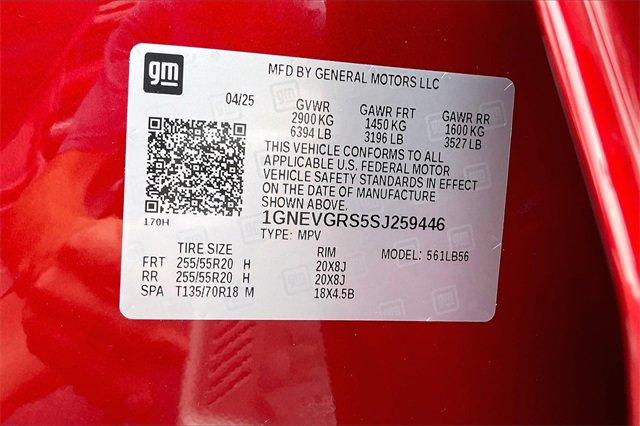 gm
MFD BY GENERAL MOTORS LLC
04/25 GVWR GAWR FRT GAWR RR
2900 KG 1450 KG 1600 KG
6394 LB 3196 LB 3527 LB
THIS VEHICLE CONFORMS TO ALL
APPLICABLE U.S. FEDERAL MOTOR
VEHICLE SAFETY STANDARDS IN EFFECT
ON THE DATE OF MANUFACTURE
SHOWN ABOVE.
170H 1GNEVGRS5SJ259446
TYPE: MPV
TIRE SIZE RIM MODEL: 561LB56
FRT 255/55R20 H 20X8J
RR 255/55R20 H 20X8J
SPA T135/70R18 M 18X4.5B